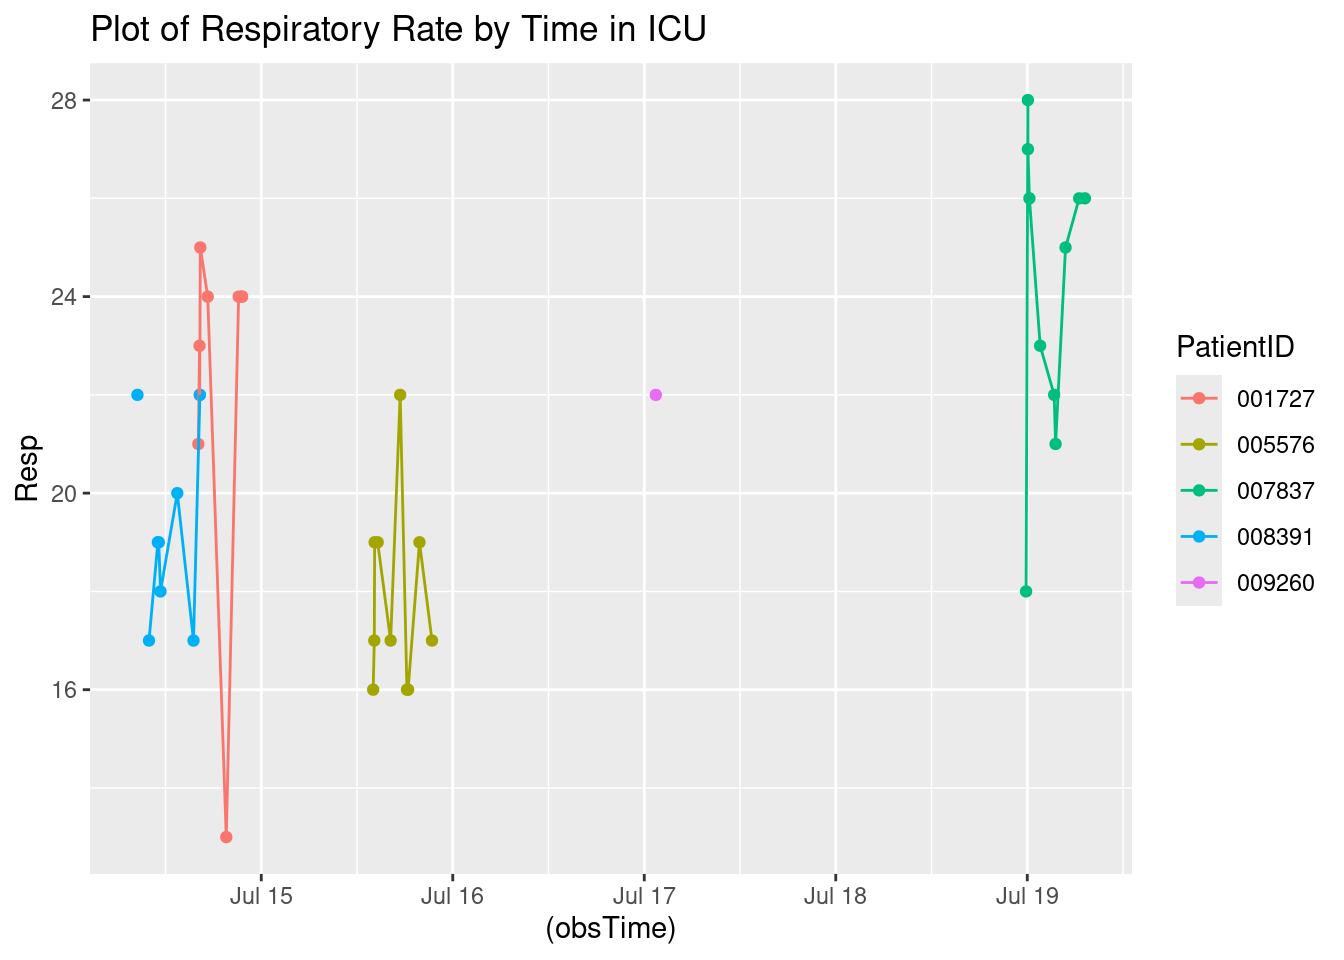 Plot of Respiratory Rate by Time in ICU
28
24
20
16
Resp
Jul 15 Jul 16 Jul 17 Jul 18 Jul 19
(obsTime)
PatientID
001727
005576
007837
008391
009260